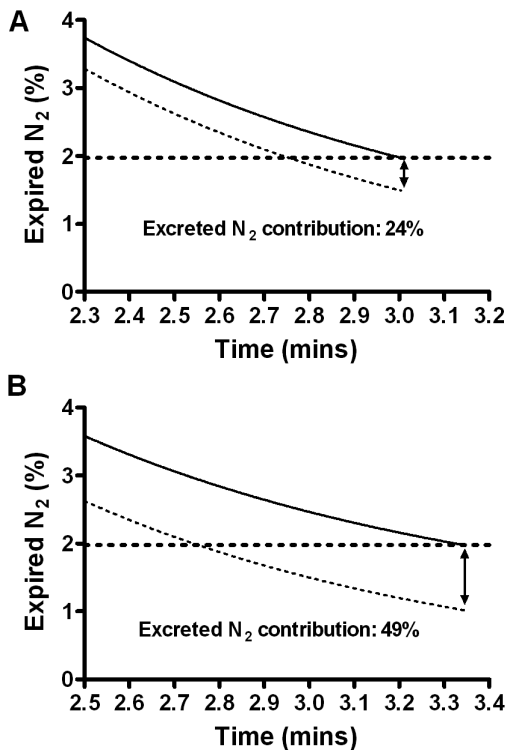 A
Expired N2 (%)
4
3
2
1
0
Excreted N2 contribution: 24%
2.3 2.4 2.5 2.6 2.7 2.8 2.9 3.0 3.1 3.2
Time (mins)
B
Expired N2 (%)
4
3
2
1
0
Excreted N2 contribution: 49%
2.5 2.6 2.7 2.8 2.9 3.0 3.1 3.2 3.3 3.4
Time (mins)